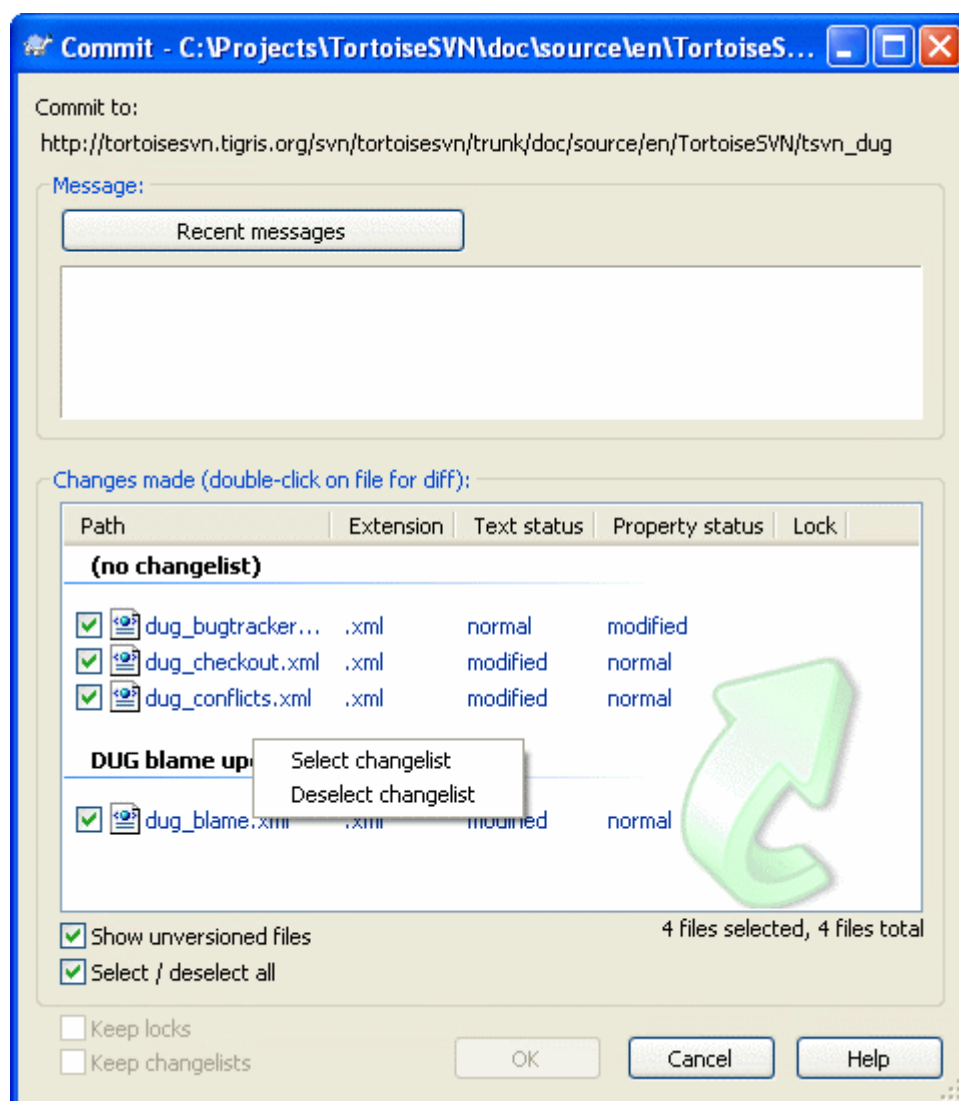 Commit - C:\Projects\TortoiseSVN\doc\source\en\TortoiseS...
Commit to:
http://tortoisesvn.tigris.org/svn/tortoisesvn/trunk/doc/source/en/TortoiseSVN/tsvn_dug
Message:
Recent messages
Changes made (double-click on file for diff):
Path Extension Text status Property status Lock
(no changelist)
dug_bugtracker... .xml normal modified
dug_checkout.xml .xml modified normal
dug_conflicts.xml .xml modified normal
DUG blame up
Select changelist
Deselect changelist
dug_blame.xml .xml modified normal
Show unversioned files
4 files selected, 4 files total
Select / deselect all
Keep locks
Keep changelists
OK Cancel Help